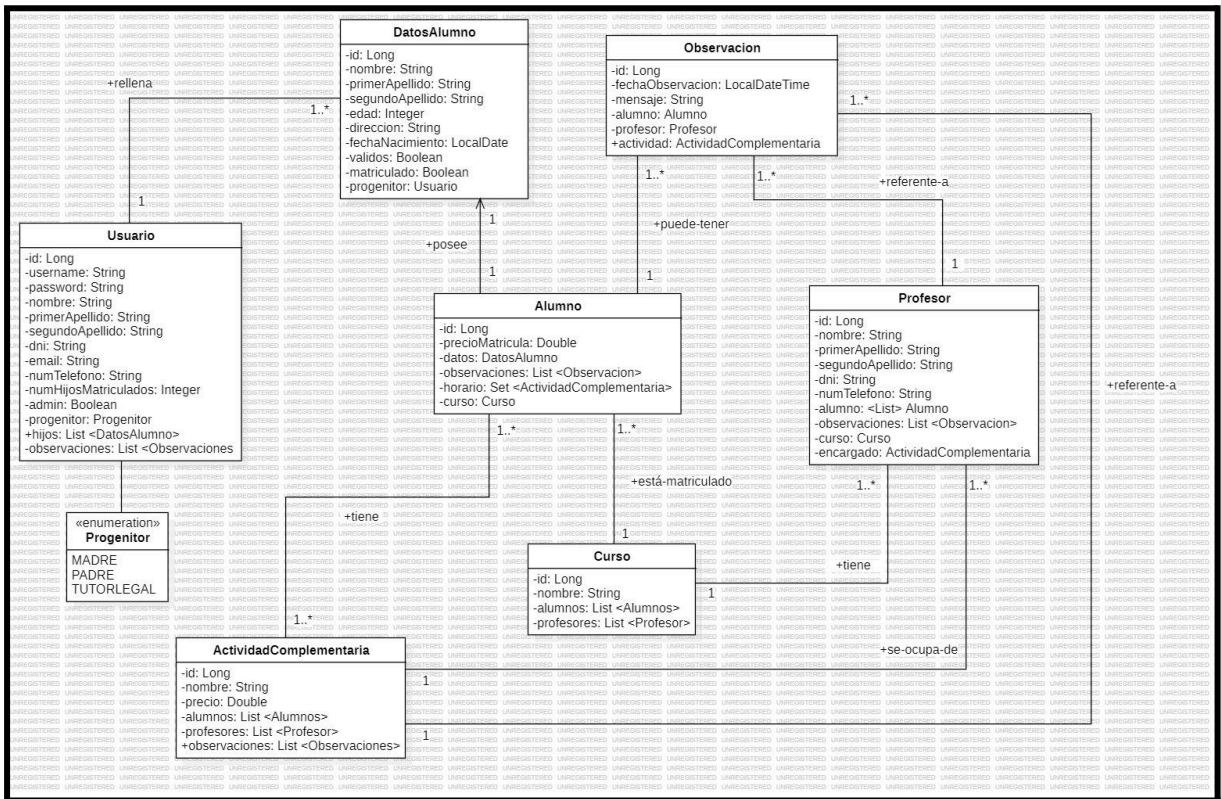 DatosAlumno
-id: Long
-nombre: String
-primerApellido: String
-segundoApellido: String
-edad: Integer
-direccion: String
-fechaNacimiento: LocalDate
-validos: Boolean
-matriculado: Boolean
-progenitor: Usuario
Observacion
-id: Long
-fechaObservacion: LocalDateTime
-mensaje: String
-alumno: Alumno
-profesor: Profesor
+actividad: ActividadComplementaria
+rellena
1..*
1
1..*
1..*
1..*
+referente-a
1
+puede-tener
1
+posee
1
1
Usuario
-id: Long
-username: String
-password: String
-nombre: String
-primerApellido: String
-segundoApellido: String
-dni: String
-email: String
-numTelefono: String
-numHijosMatriculados: Integer
-admin: Boolean
-progenitor: Progenitor
+hijos: List <DatosAlumno>
-observaciones: List <Observaciones
Alumno
-id: Long
-precioMatricula: Double
-datos: DatosAlumno
-observaciones: List <Observacion>
-horario: Set <ActividadComplementaria>
-curso: Curso
Profesor
-id: Long
-nombre: String
-primerApellido: String
-segundoApellido: String
-dni: String
-numTelefono: String
-alumno: <List> Alumno
-observaciones: List <Observacion>
-curso: Curso
-encargado: ActividadComplementaria
+referente-a
1..*
1..*
1..*
1..*
+está-matriculado
+tiene
1
«enumeration»
Progenitor
MADRE
PADRE
TUTORLEGAL
Curso
-id: Long
-nombre: String
-alumnos: List <Alumnos>
-profesores: List <Profesor>
+tiene
1
1..*
+se-ocupa-de
ActividadComplementaria
-id: Long
-nombre: String
-precio: Double
-alumnos: List <Alumnos>
-profesores: List <Profesor>
+observaciones: List <Observaciones>
1
1
UNREGISTERED